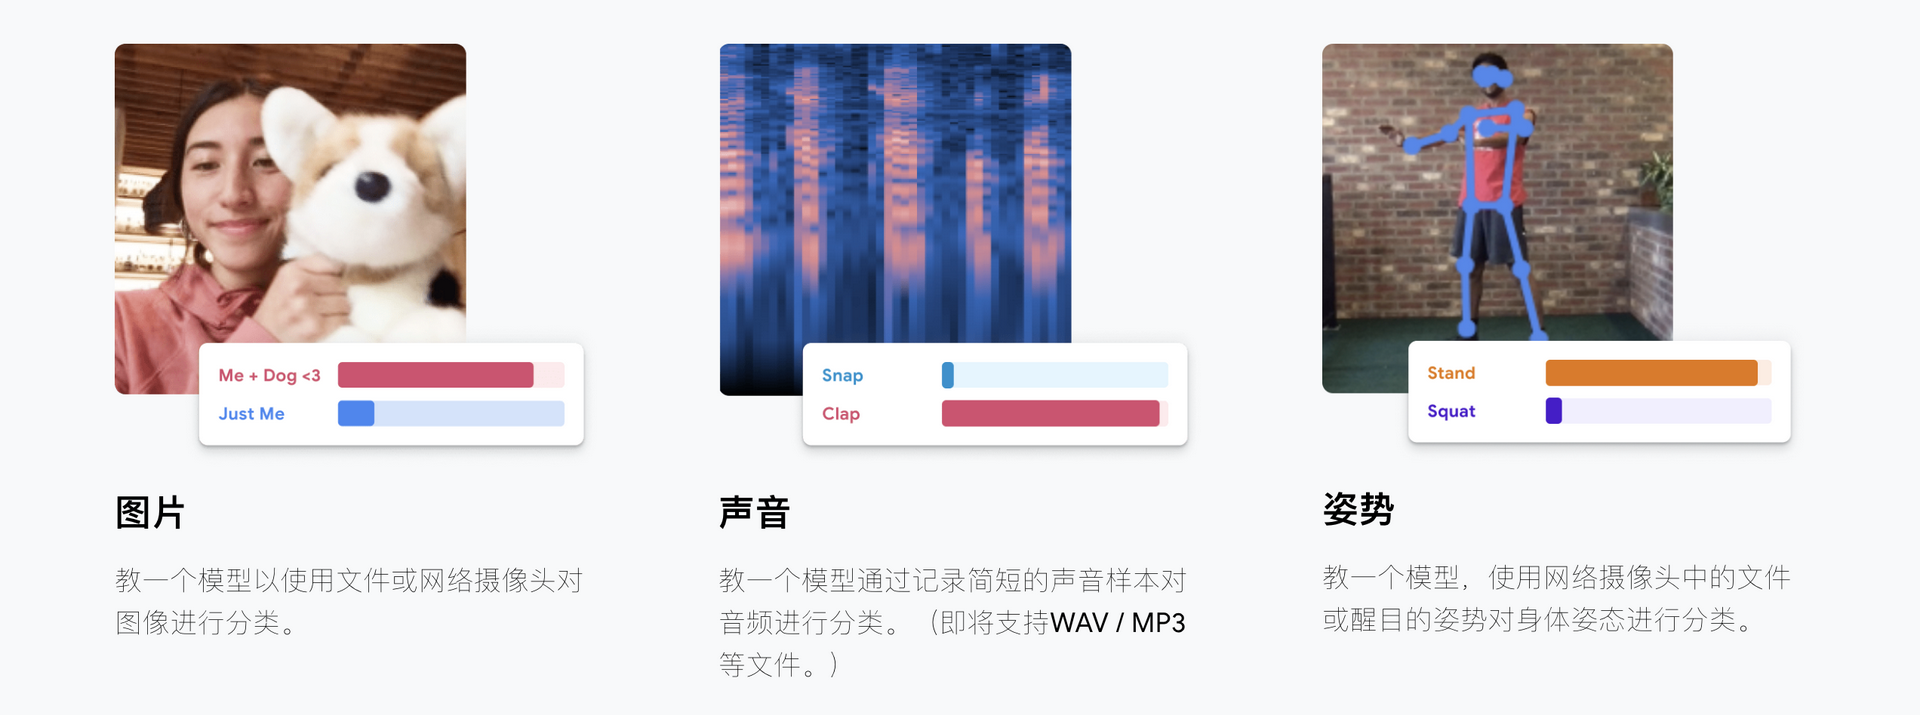 Me + Dog <3
Just Me
图片
教一个模型以使用文件或网络摄像头对
图像进行分类。
Snap
Clap
声音
教一个模型通过记录简短的声音样本对
音频进行分类。（即将支持WAV / MP3
等文件。）
Stand
Squat
姿势
教一个模型，使用网络摄像头中的文件
或醒目的姿势对身体姿态进行分类。